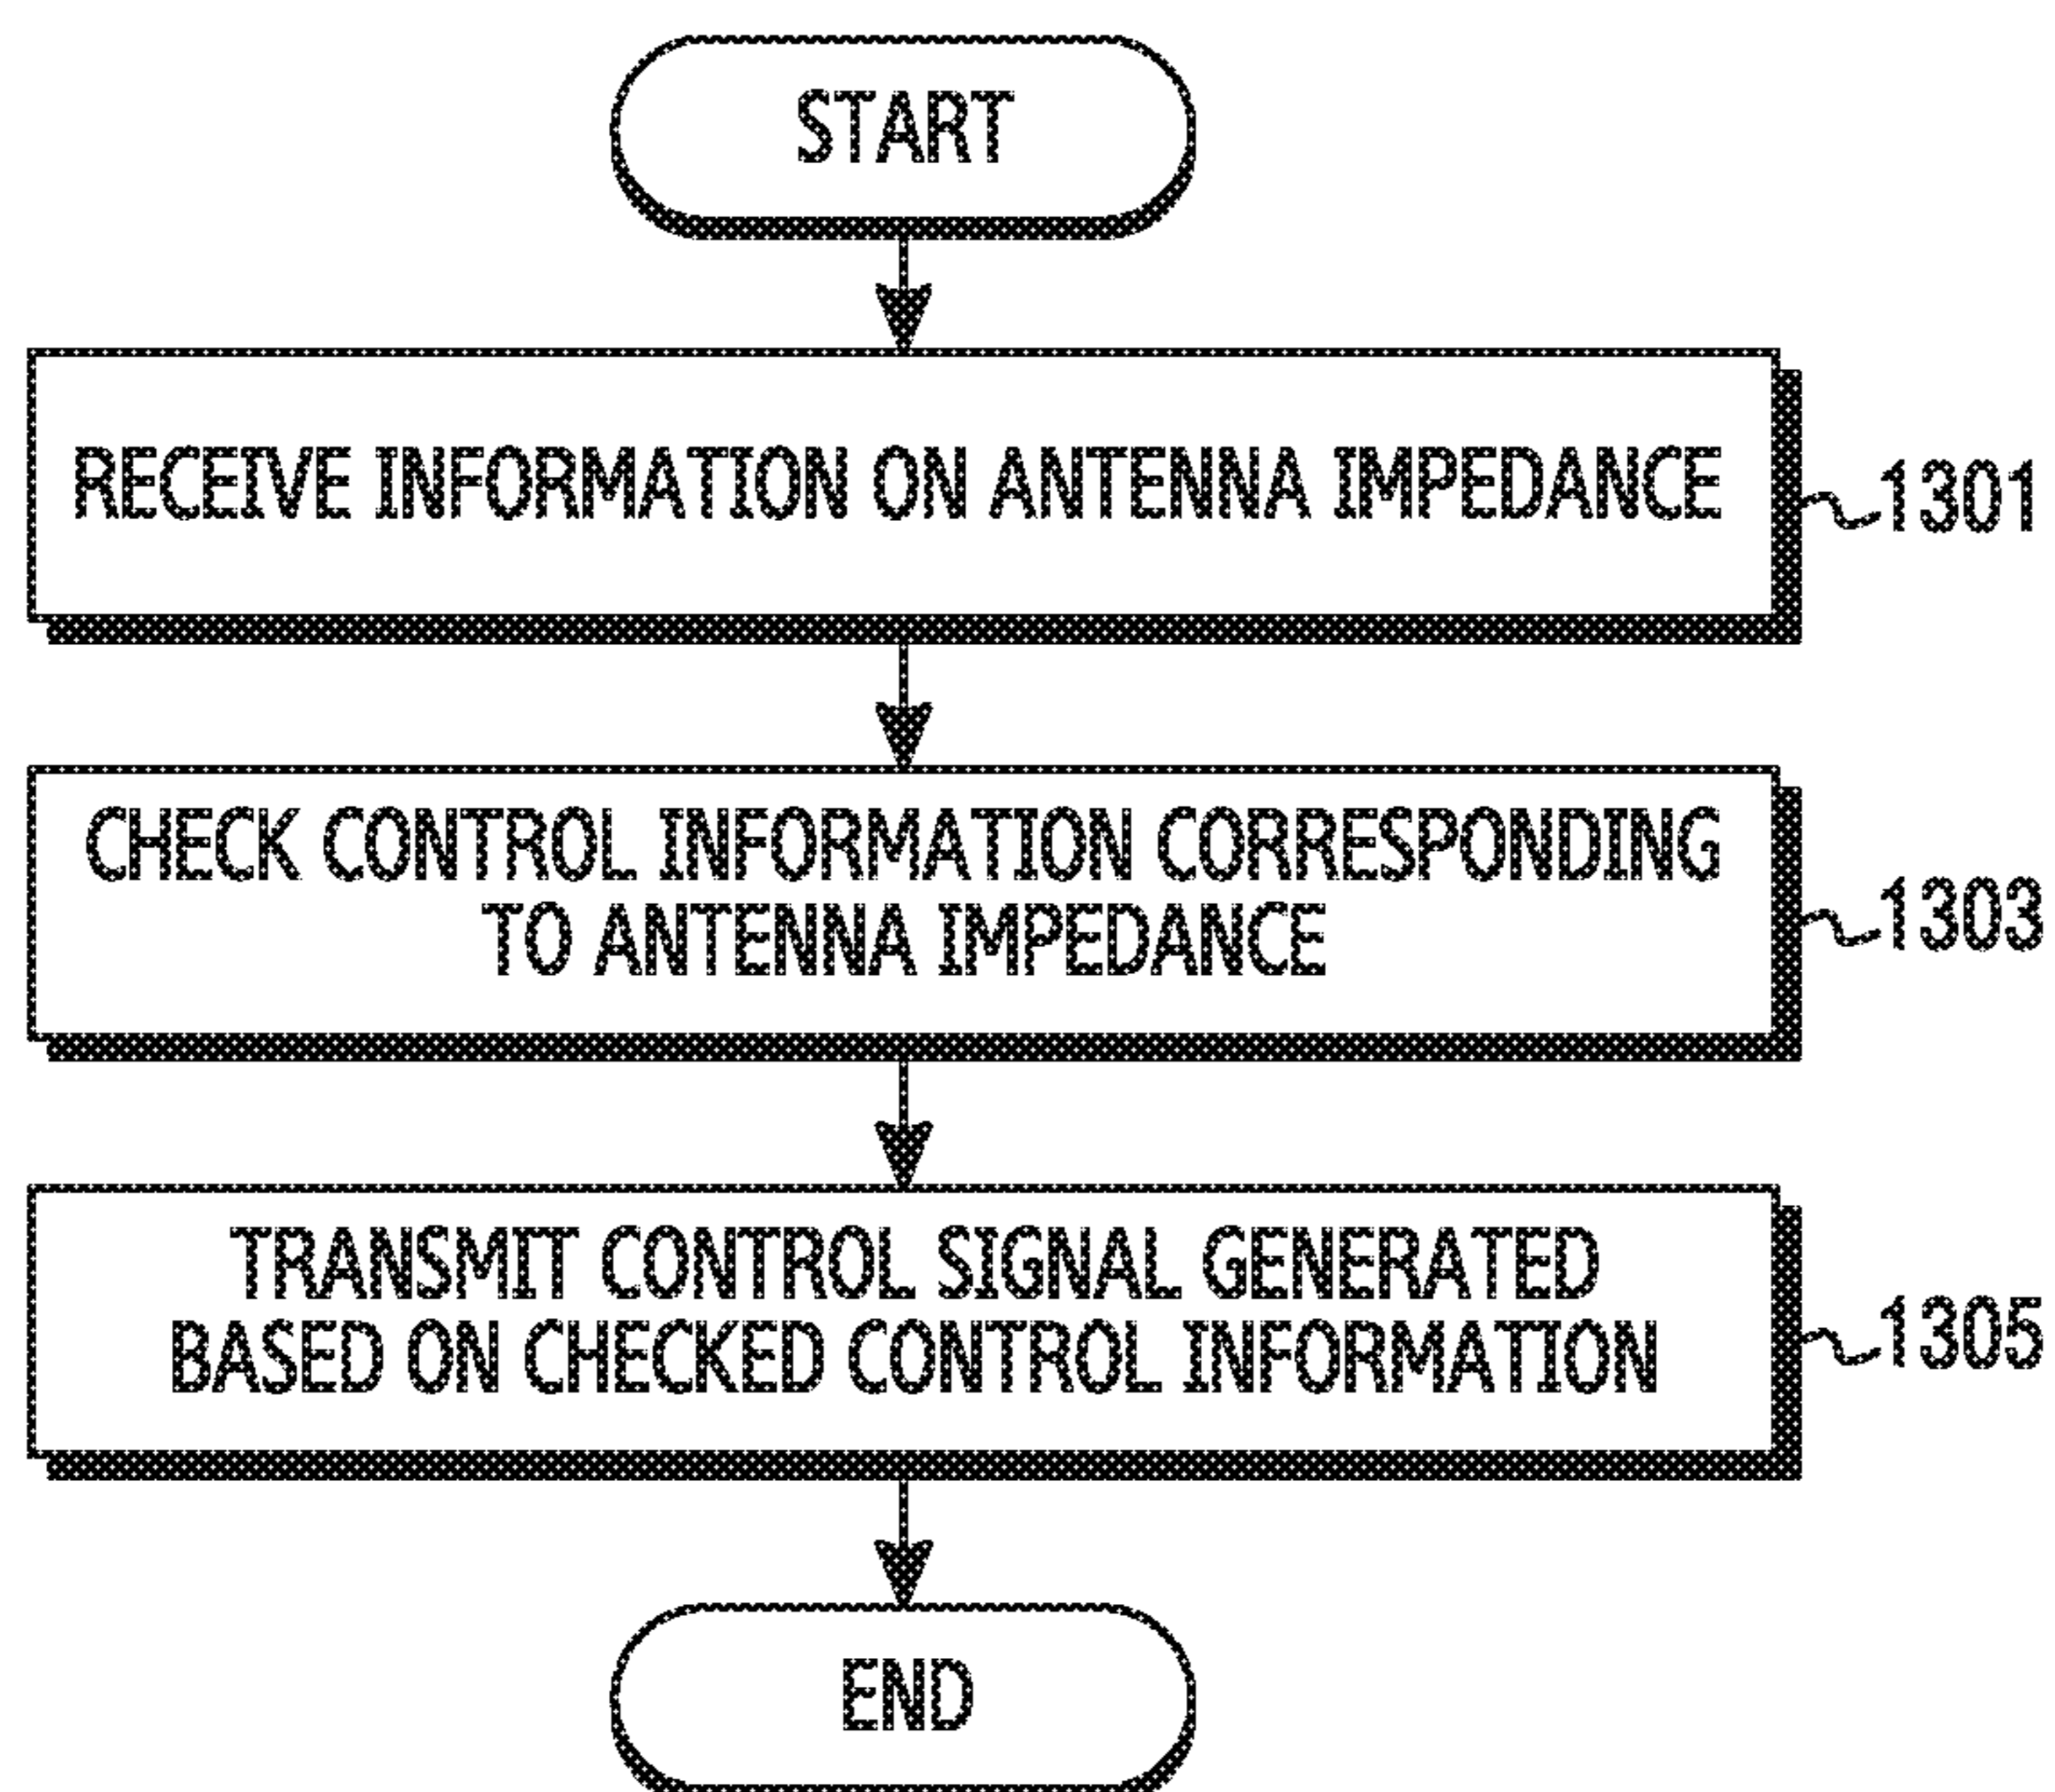 START
RECEIVE INFORMATION ON ANTENNA IMPEDANCE
1301
CHECK CONTROL INFORMATION CORRESPONDING
TO ANTENNA IMPEDANCE
1303
TRANSMIT CONTROL SIGNAL GENERATED
BASED ON CHECKED CONTROL INFORMATION
1305
END